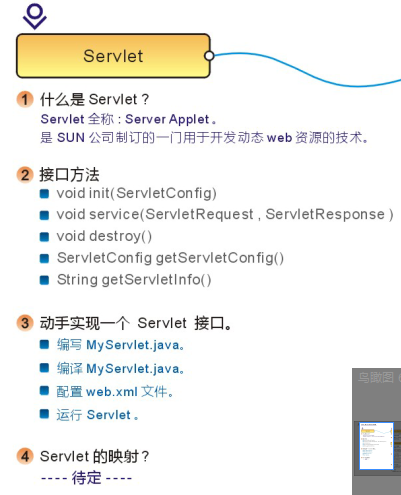 Servlet
1 什么是 Servlet ?
Servlet 全称 : Server Applet 。
是 SUN 公司制订的一门用于开发动态 web 资源的技术。
2 接口方法
void init(ServletConfig)
void service(ServletRequest , ServletResponse )
void destroy()
ServletConfig getServletConfig()
String getServletInfo()
3 动手实现一个 Servlet 接口。
编写 MyServlet.java。
编译 MyServlet.java。
配置 web.xml 文件。
运行 Servlet 。
4 Servlet 的映射 ?
---- 待定 ----
鸟瞰图